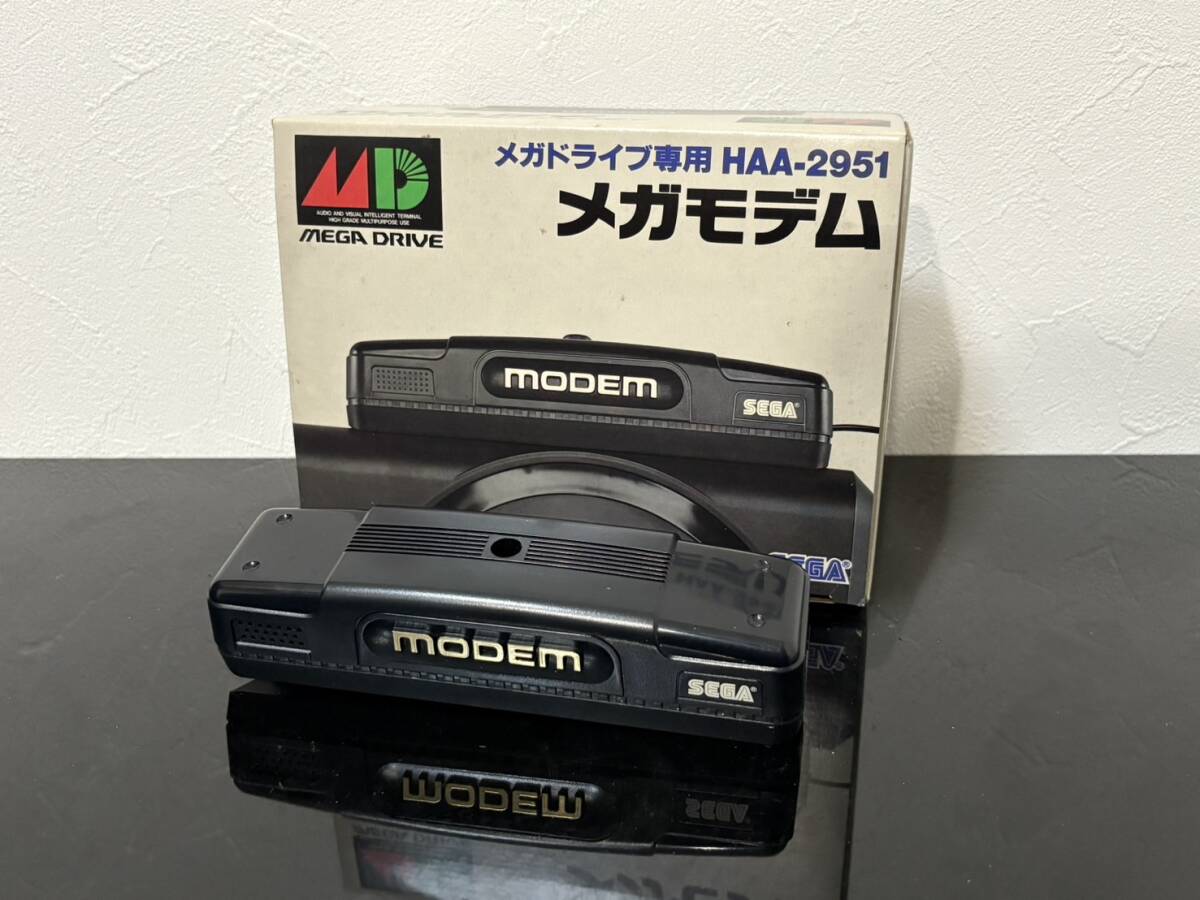 MD
AUDIO AND VISUAL INTELLIGENT TERMINAL
HIGH GRADE MULTIPURPOSE USE
MEGA DRIVE
メガドライブ専用 HAA-2951
メガモデム
MODEM
SEGA®
SEGA®
MODEM
SEGA®